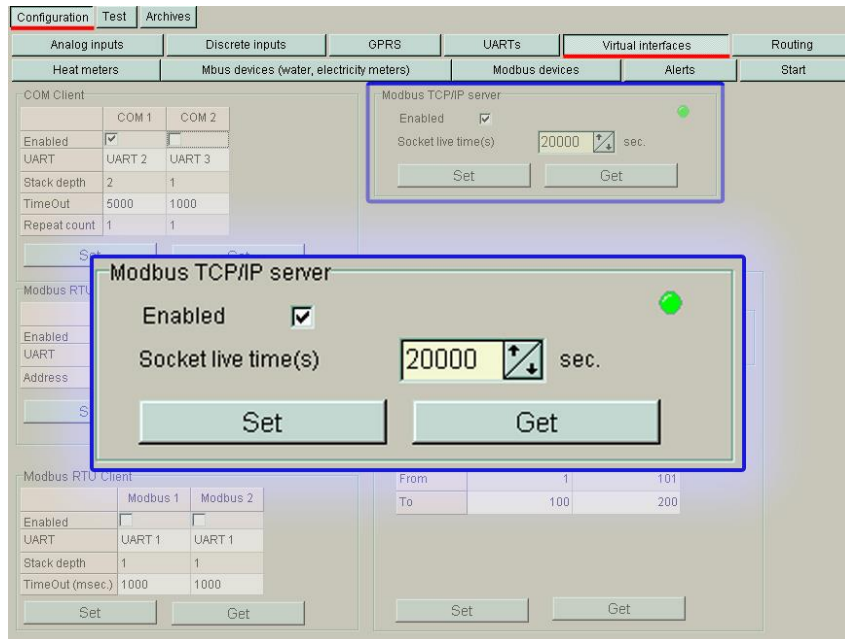 Configuration Test Archives
Analog inputs Discrete inputs GPRS UARTs Virtual interfaces Routing
Heat meters Mbus devices (water, electricity meters) Modbus devices Alerts Start
COM Client
COM 1 COM 2
Enabled
UART UART 2 UART 3
Stack depth 2 1
TimeOut 5000 1000
Repeat count 1 1
Modbus TCP/IP server
Enabled
Socket live time(s) 20000 sec.
Set Get
Modbus RTU
Enabled
UART
Address
Modbus TCP/IP server
Enabled
Socket live time(s) 20000 sec.
Set Get
From 1 101
To 100 200
Modbus RTU Client
Modbus 1 Modbus 2
Enabled
UART UART 1 UART 1
Stack depth 1 1
TimeOut (msec.) 1000 1000
Set Get
Set Get